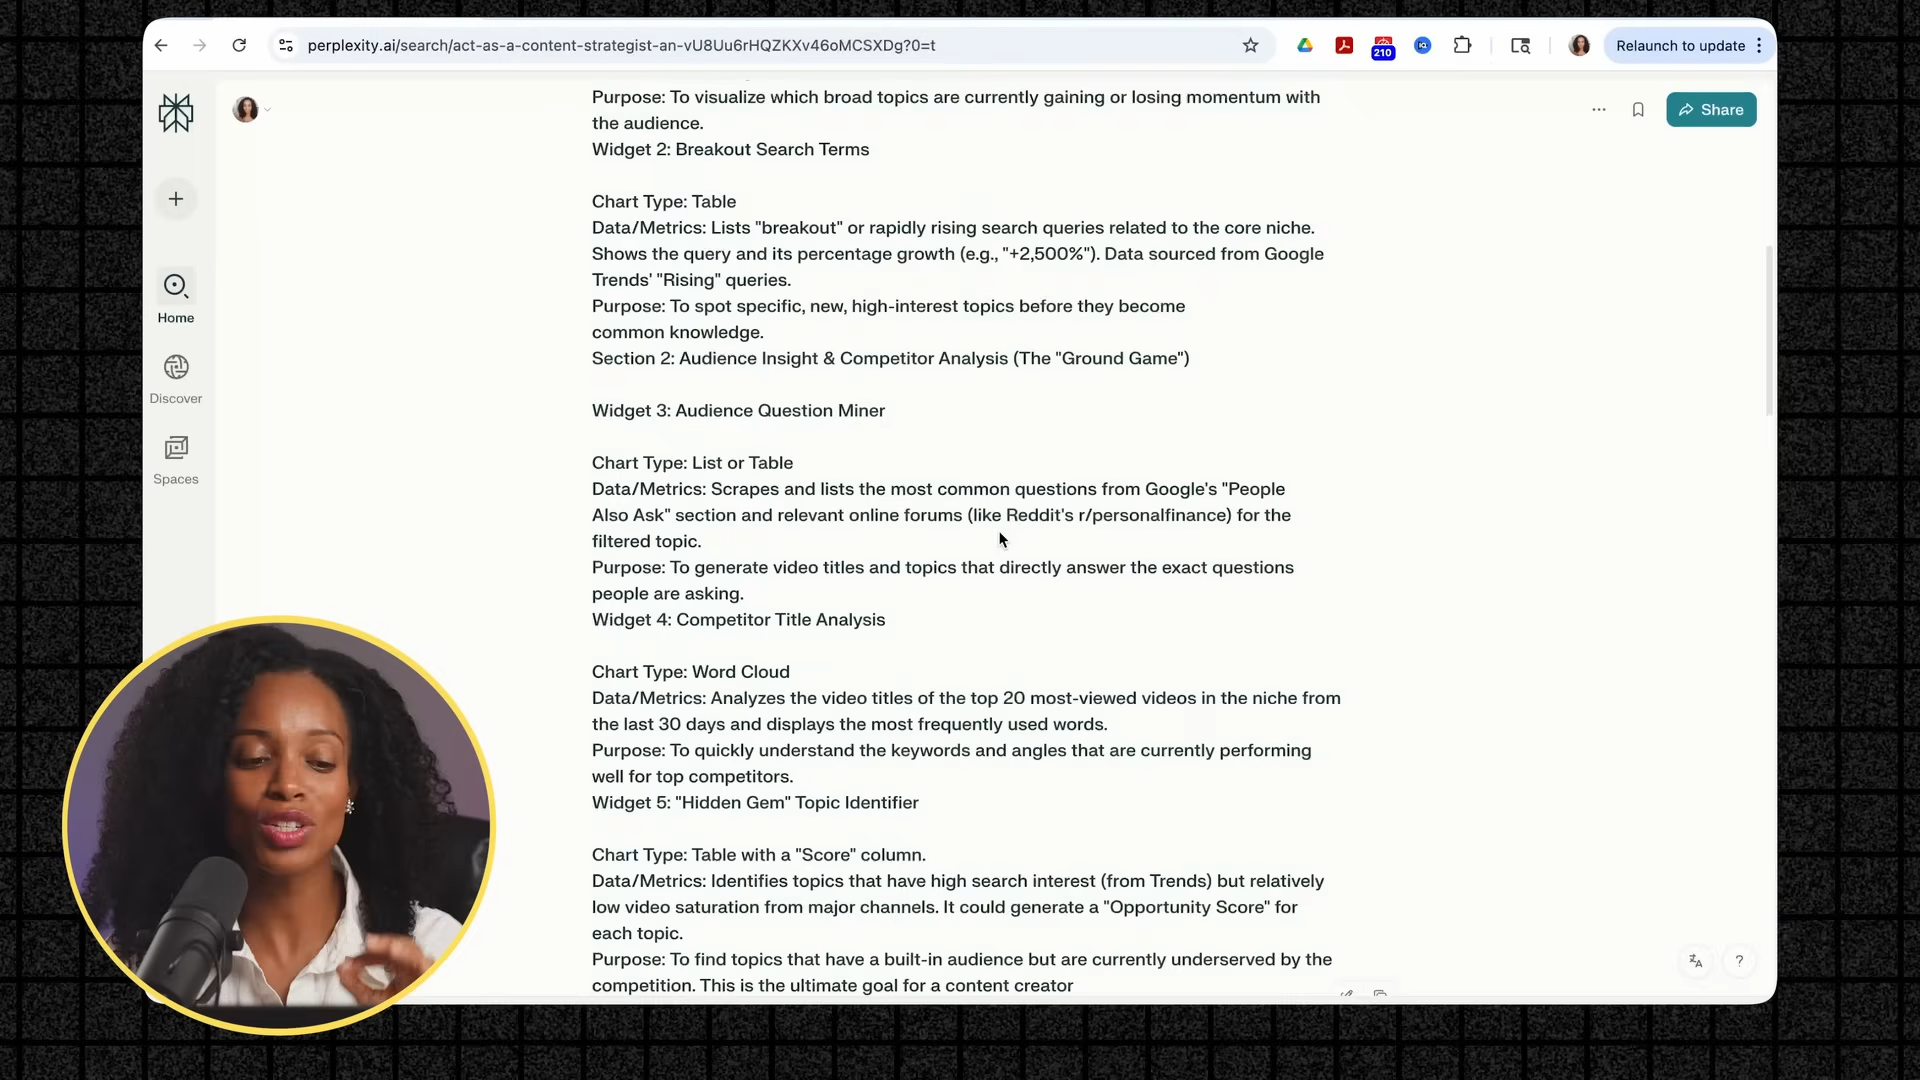 perplexity.ai/search/act-as-a-content-strategist-an-vU8Uu6rHQZKXv46oMCSXDg?0=t
210
Relaunch to update
Share
Home
Discover
Spaces
Purpose: To visualize which broad topics are currently gaining or losing momentum with
the audience.
Widget 2: Breakout Search Terms
Chart Type: Table
Data/Metrics: Lists "breakout" or rapidly rising search queries related to the core niche.
Shows the query and its percentage growth (e.g., "+2,500%"). Data sourced from Google
Trends' "Rising" queries.
Purpose: To spot specific, new, high-interest topics before they become
common knowledge.
Section 2: Audience Insight & Competitor Analysis (The "Ground Game")
Widget 3: Audience Question Miner
Chart Type: List or Table
Data/Metrics: Scrapes and lists the most common questions from Google's "People
Also Ask" section and relevant online forums (like Reddit's r/personalfinance) for the
filtered topic.
Purpose: To generate video titles and topics that directly answer the exact questions
people are asking.
Widget 4: Competitor Title Analysis
Chart Type: Word Cloud
Data/Metrics: Analyzes the video titles of the top 20 most-viewed videos in the niche from
the last 30 days and displays the most frequently used words.
Purpose: To quickly understand the keywords and angles that are currently performing
well for top competitors.
Widget 5: "Hidden Gem" Topic Identifier
Chart Type: Table with a "Score" column.
Data/Metrics: Identifies topics that have high search interest (from Trends) but relatively
low video saturation from major channels. It could generate a "Opportunity Score" for
each topic.
Purpose: To find topics that have a built-in audience but are currently underserved by the
competition. This is the ultimate goal for a content creator
?